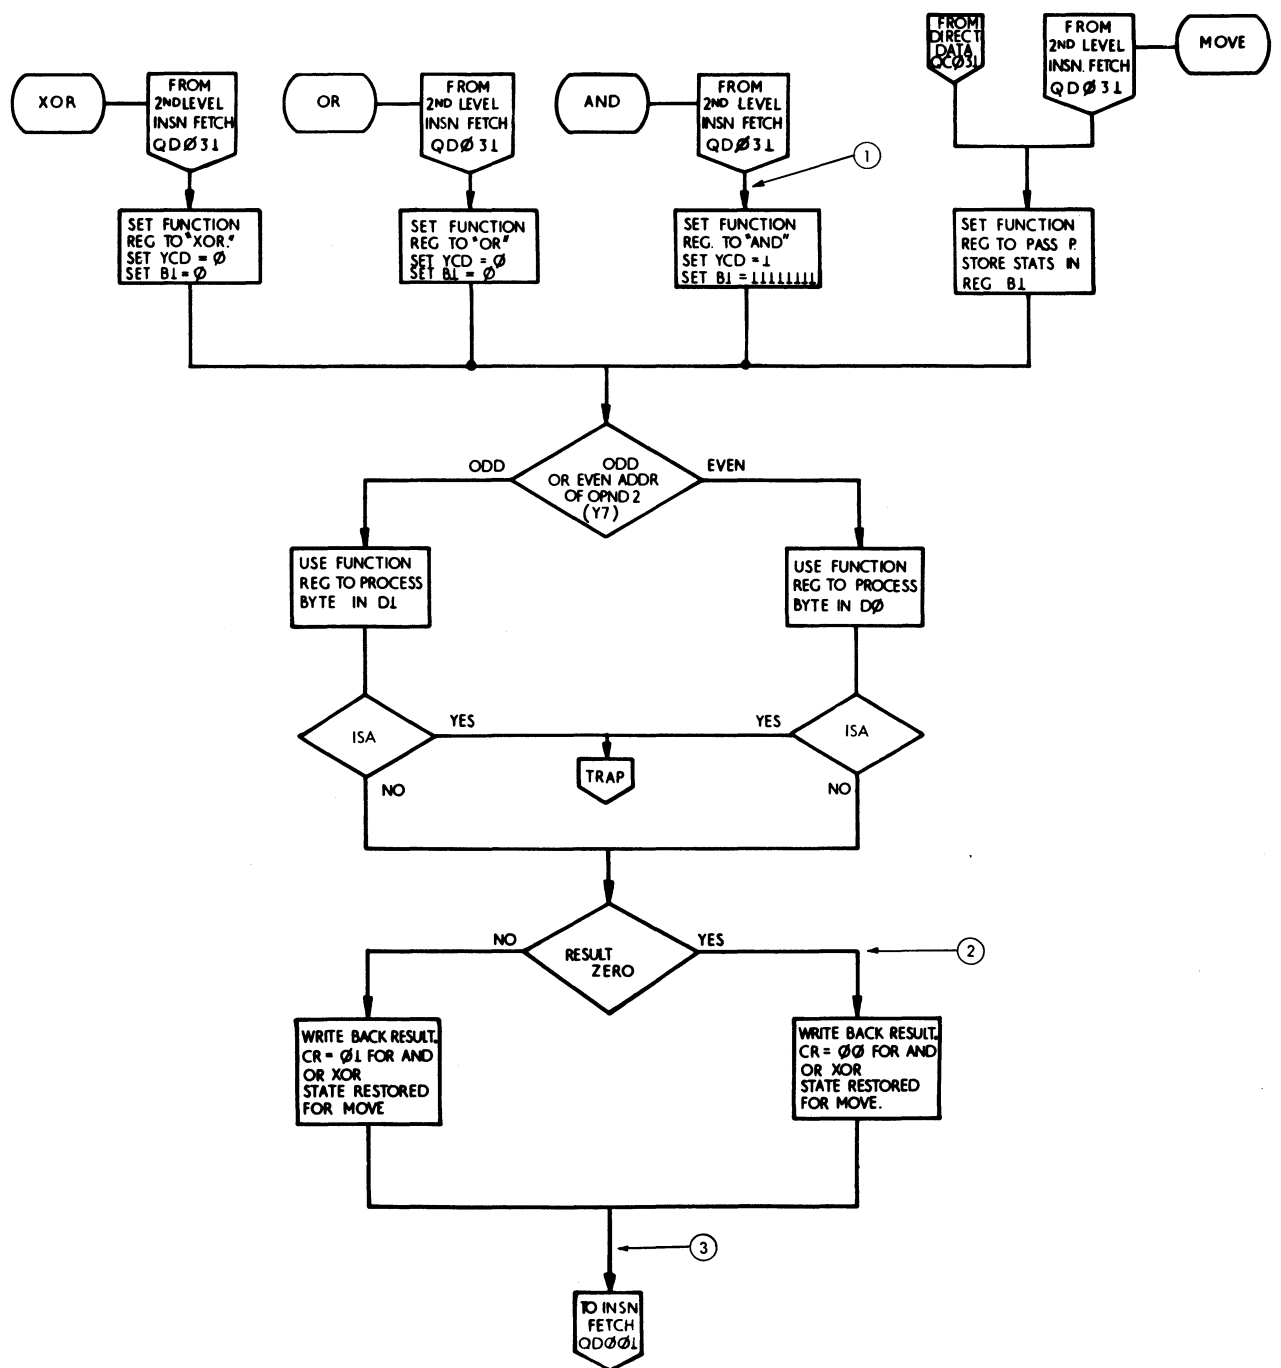 XOR
FROM
2ND LEVEL
INSN FETCH
QDØ31
OR
FROM
2ND LEVEL
INSN FETCH
QDØ31
AND
FROM
2ND LEVEL
INSN FETCH
QDØ31
FROM
DIRECT
DATA
QCØ31
FROM
2ND LEVEL
INSN. FETCH
QDØ31
MOVE
1
SET FUNCTION
REG TO "XOR."
SET YCD = Ø
SET B1 = Ø
SET FUNCTION
REG TO "OR"
SET YCD = Ø
SET B1 = Ø
SET FUNCTION
REG. TO "AND"
SET YCD = 1
SET B1 = 11111111
SET FUNCTION
REG TO PASS P.
STORE STATS IN
REG B1
ODD
ODD
OR EVEN ADDR
OF OPND 2
(Y7)
EVEN
USE FUNCTION
REG TO PROCESS
BYTE IN D1
USE FUNCTION
REG TO PROCESS
BYTE IN DØ
ISA
YES
YES
ISA
TRAP
NO
NO
NO
RESULT
ZERO
YES
2
WRITE BACK RESULT.
CR = Ø1 FOR AND
OR XOR
STATE RESTORED
FOR MOVE
WRITE BACK RESULT.
CR = ØØ FOR AND
OR XOR
STATE RESTORED
FOR MOVE.
3
TO INSN
FETCH
QDØØ1